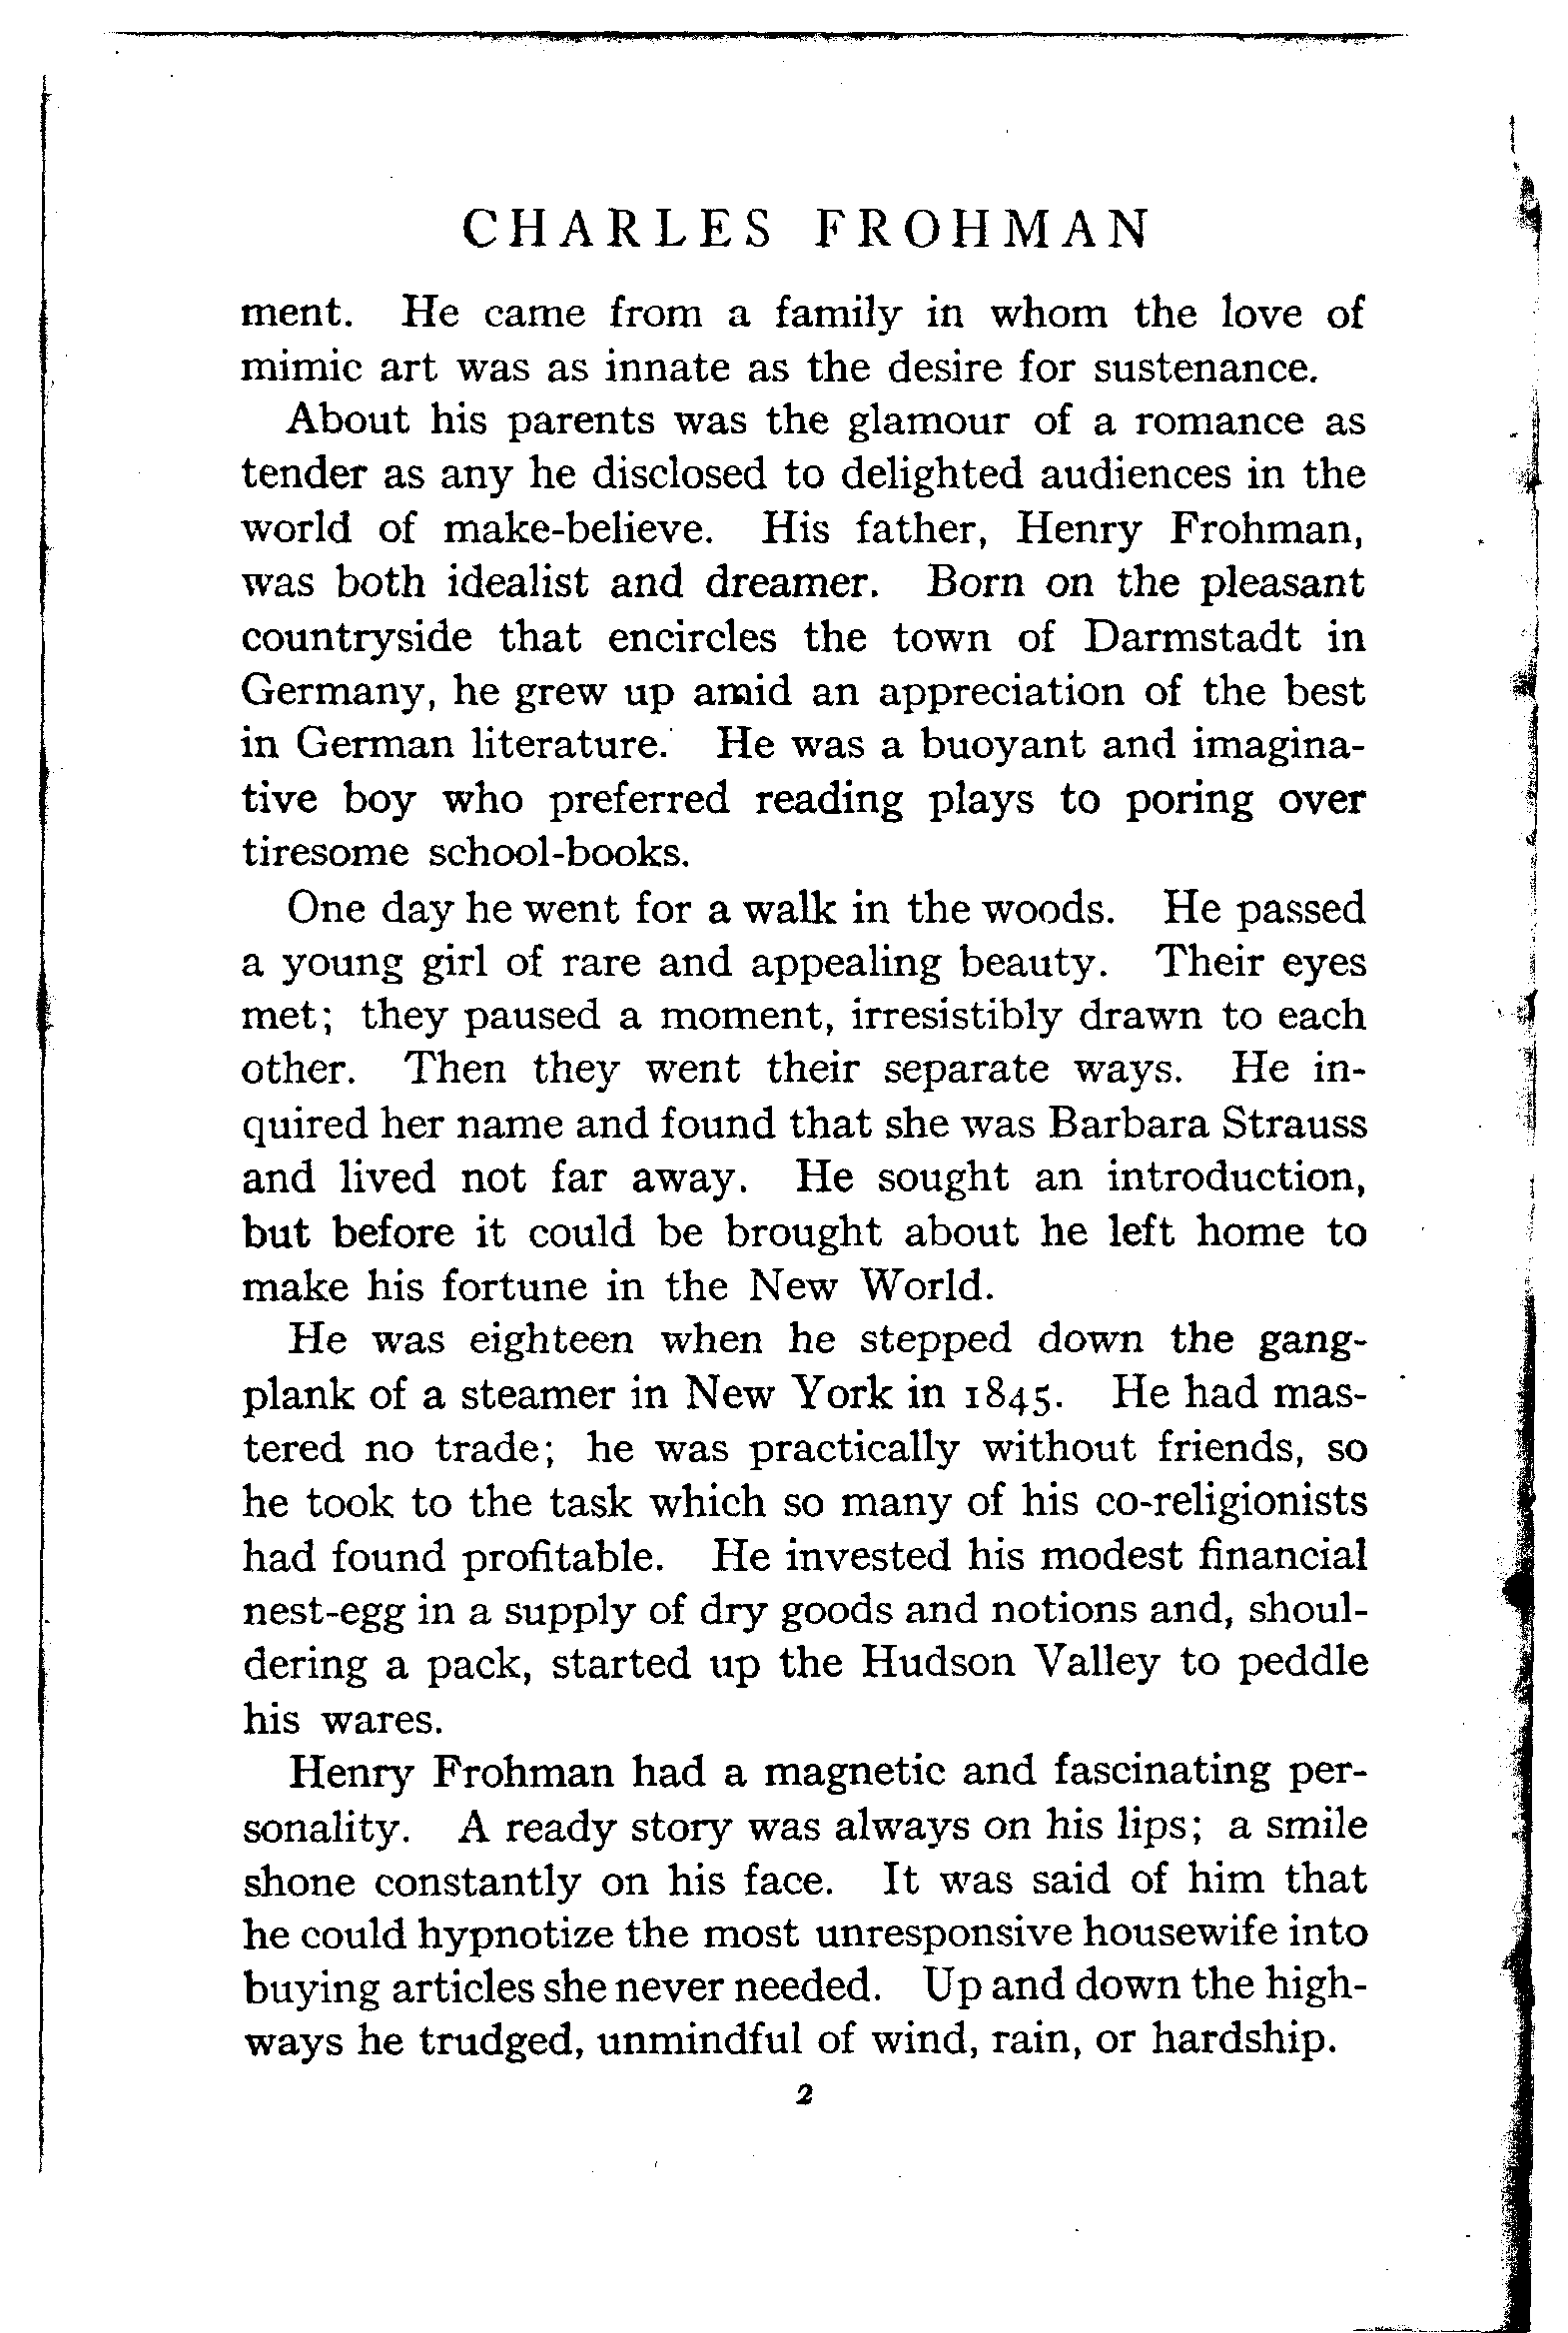 CHARLES FROHMAN
ment. He came from a family in whom the love of
mimic art was as innate as the desire for sustenance.
About his parents was the glamour of a romance as
tender as any he disclosed to delighted audiences in the
world of make-believe. His father, Henry Frohman,
was both idealist and dreamer. Born on the pleasant
countryside that encircles the town of Darmstadt in
Germany, he grew up amid an appreciation of the best
in German literature. He was a buoyant and imagina-
tive boy who preferred reading plays to poring over
tiresome school-books.
One day he went for a walk in the woods. He passed
a young girl of rare and appealing beauty. Their eyes
met; they paused a moment, irresistibly drawn to each
other. Then they went their separate ways. He in-
quired her name and found that she was Barbara Strauss
and lived not far away. He sought an introduction,
but before it could be brought about he left home to
make his fortune in the New World.
He was eighteen when he stepped down the gang-
plank of a steamer in New York in 1845. He had mas-
tered no trade; he was practically without friends, so
he took to the task which so many of his co-religionists
had found profitable. He invested his modest financial
nest-egg in a supply of dry goods and notions and, shoul-
dering a pack, started up the Hudson Valley to peddle
his wares.
Henry Frohman had a magnetic and fascinating per-
sonality. A ready story was always on his lips; a smile
shone constantly on his face. It was said of him that
he could hypnotize the most unresponsive housewife into
buying articles she never needed. Up and down the high-
ways he trudged, unmindful of wind, rain, or hardship.
2